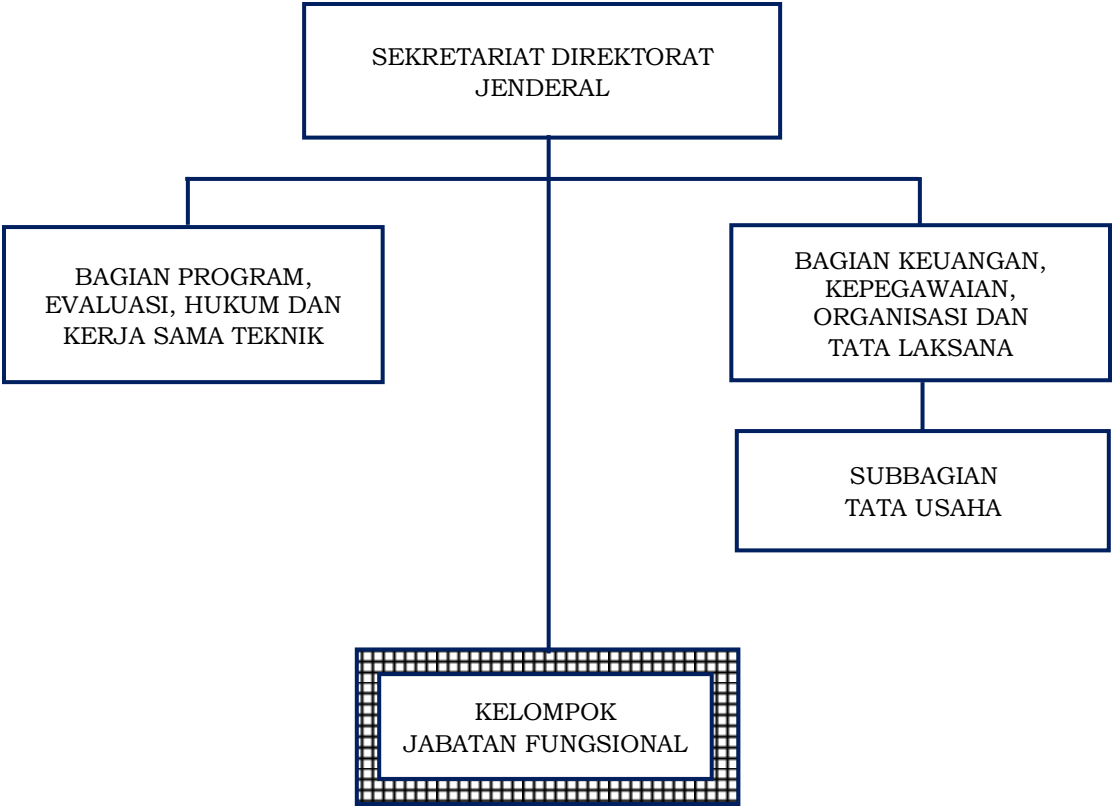 SEKRETARIAT DIREKTORAT
JENDERAL
BAGIAN PROGRAM,
EVALUASI, HUKUM DAN
KERJA SAMA TEKNIK
BAGIAN KEUANGAN,
KEPEGAWAIAN,
ORGANISASI DAN
TATA LAKSANA
SUBBAGIAN
TATA USAHA
KELOMPOK
JABATAN FUNGSIONAL